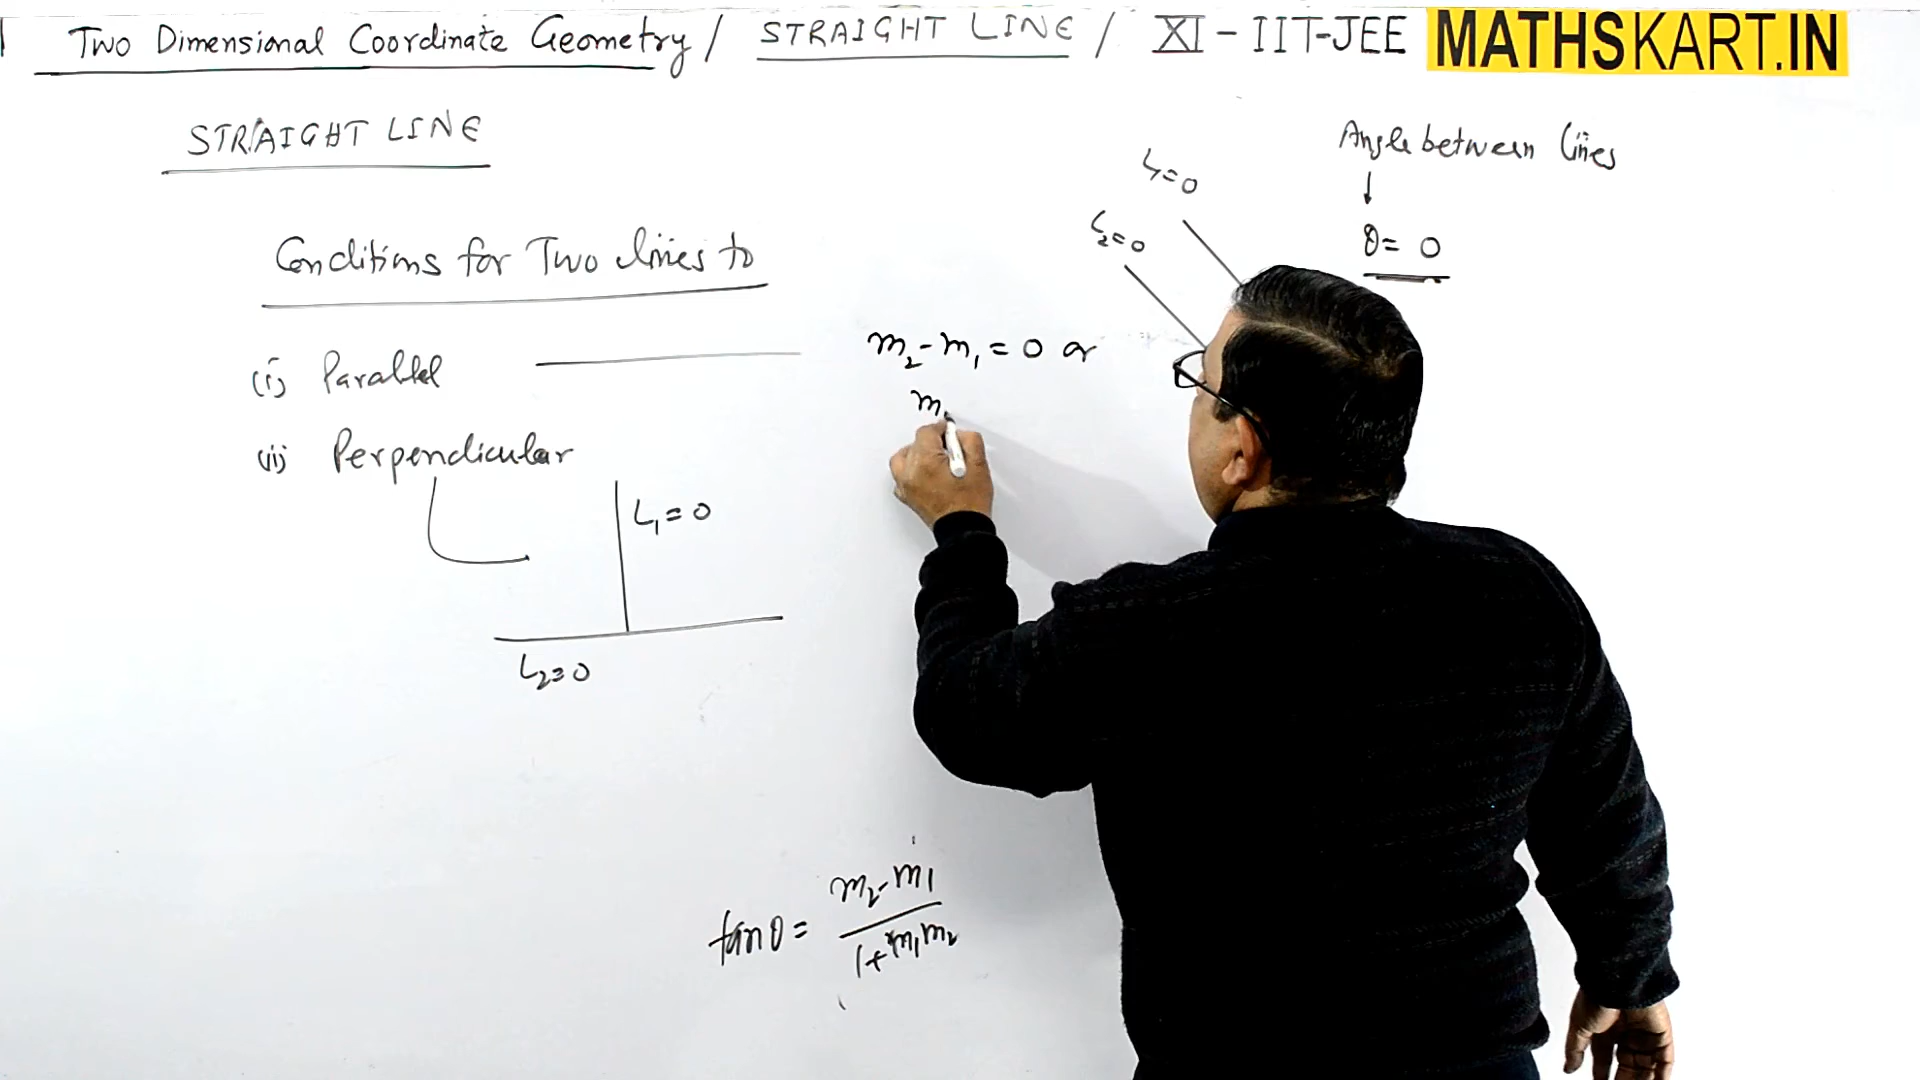 Two Dimensional Coordinate Geometry / STRAIGHT LINE / XI - IIT-JEE MATHSKART.IN
STRAIGHT LINE
Conditions for Two lines to
(i) Parallel
(ii) Perpendicular
L₁ = 0
L₂ = 0
L₁ = 0
L₂ = 0
Angle between lines
↓
θ = 0
m₂ - m₁ = 0 or
m₁
tan θ = (m₂ - m₁) / (1 + m₁m₂)